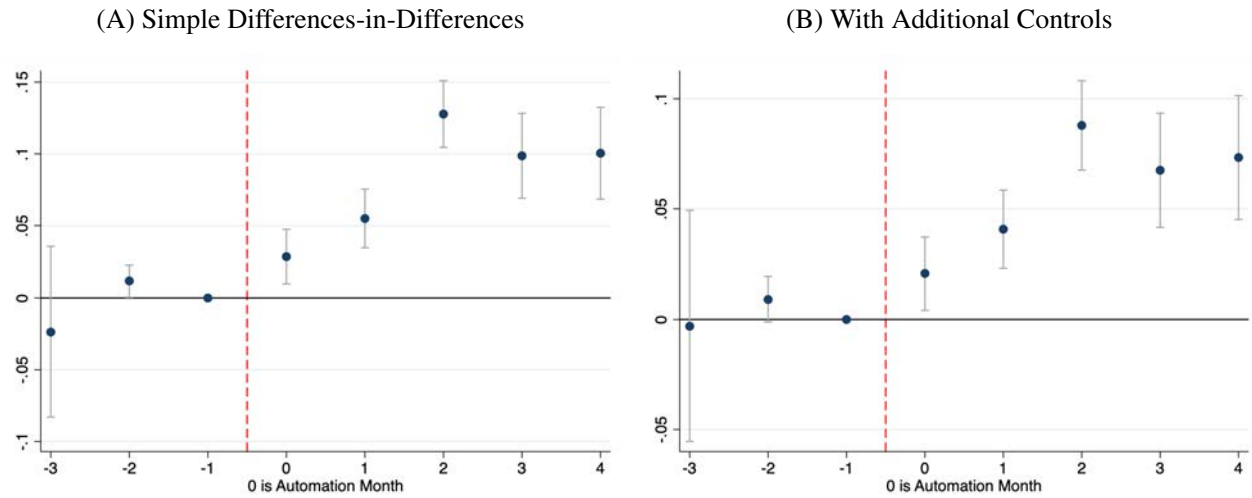 (A) Simple Differences-in-Differences
.15
.1
.05
0
-.05
-.1
-3 -2 -1 0 1 2 3 4
0 is Automation Month
(B) With Additional Controls
.1
.05
0
-.05
-3 -2 -1 0 1 2 3 4
0 is Automation Month